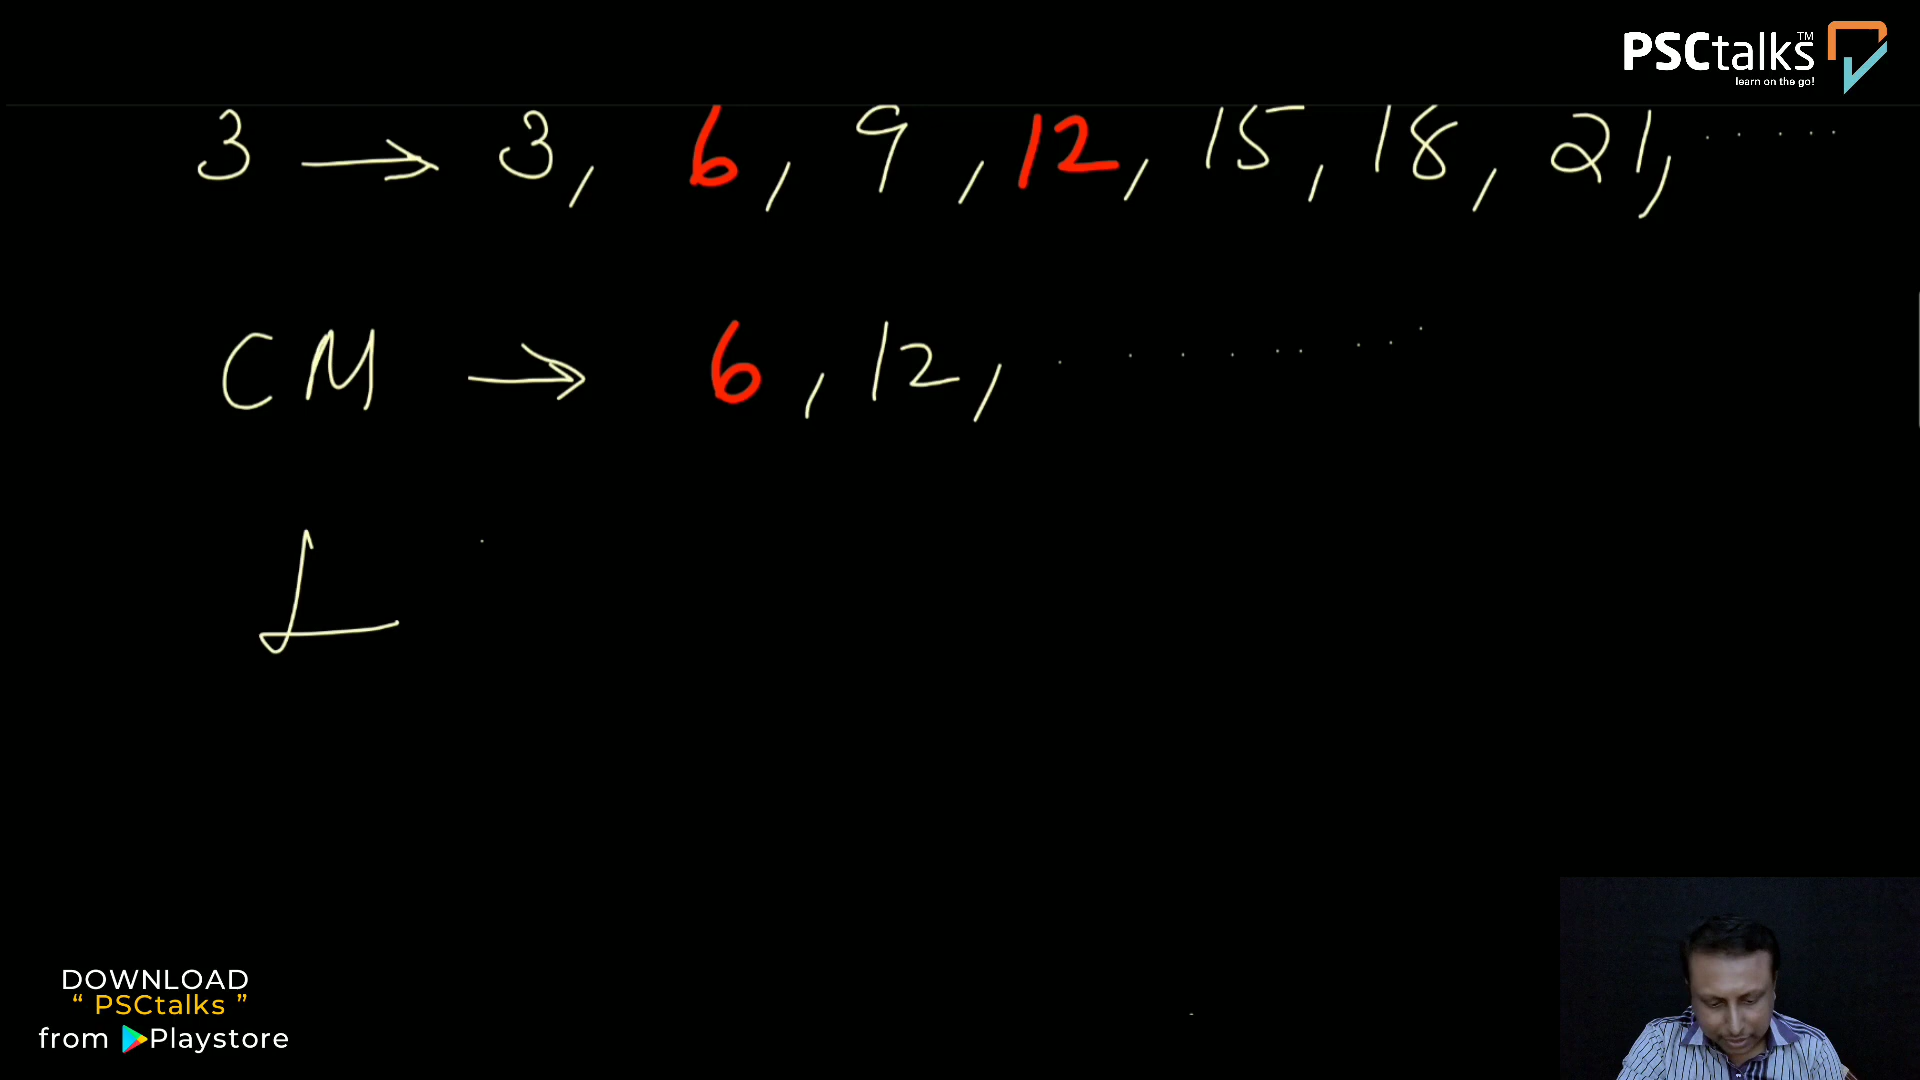 PSCtalks™
learn on the go!
3 → 3, 6, 9, 12, 15, 18, 21, .....
CM → 6, 12, .........
L
DOWNLOAD
“ PSCtalks ”
from Playstore